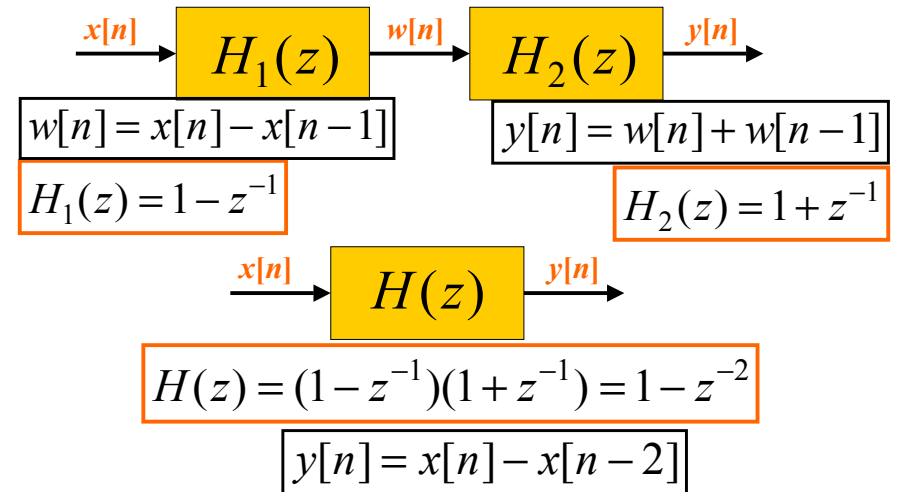 x[n] H₁(z) w[n] H₂(z) y[n]
w[n] = x[n] − x[n−1]
y[n] = w[n] + w[n−1]
H₁(z) = 1 − z⁻¹
H₂(z) = 1 + z⁻¹
x[n] H(z) y[n]
H(z) = (1 − z⁻¹)(1 + z⁻¹) = 1 − z⁻²
y[n] = x[n] − x[n−2]